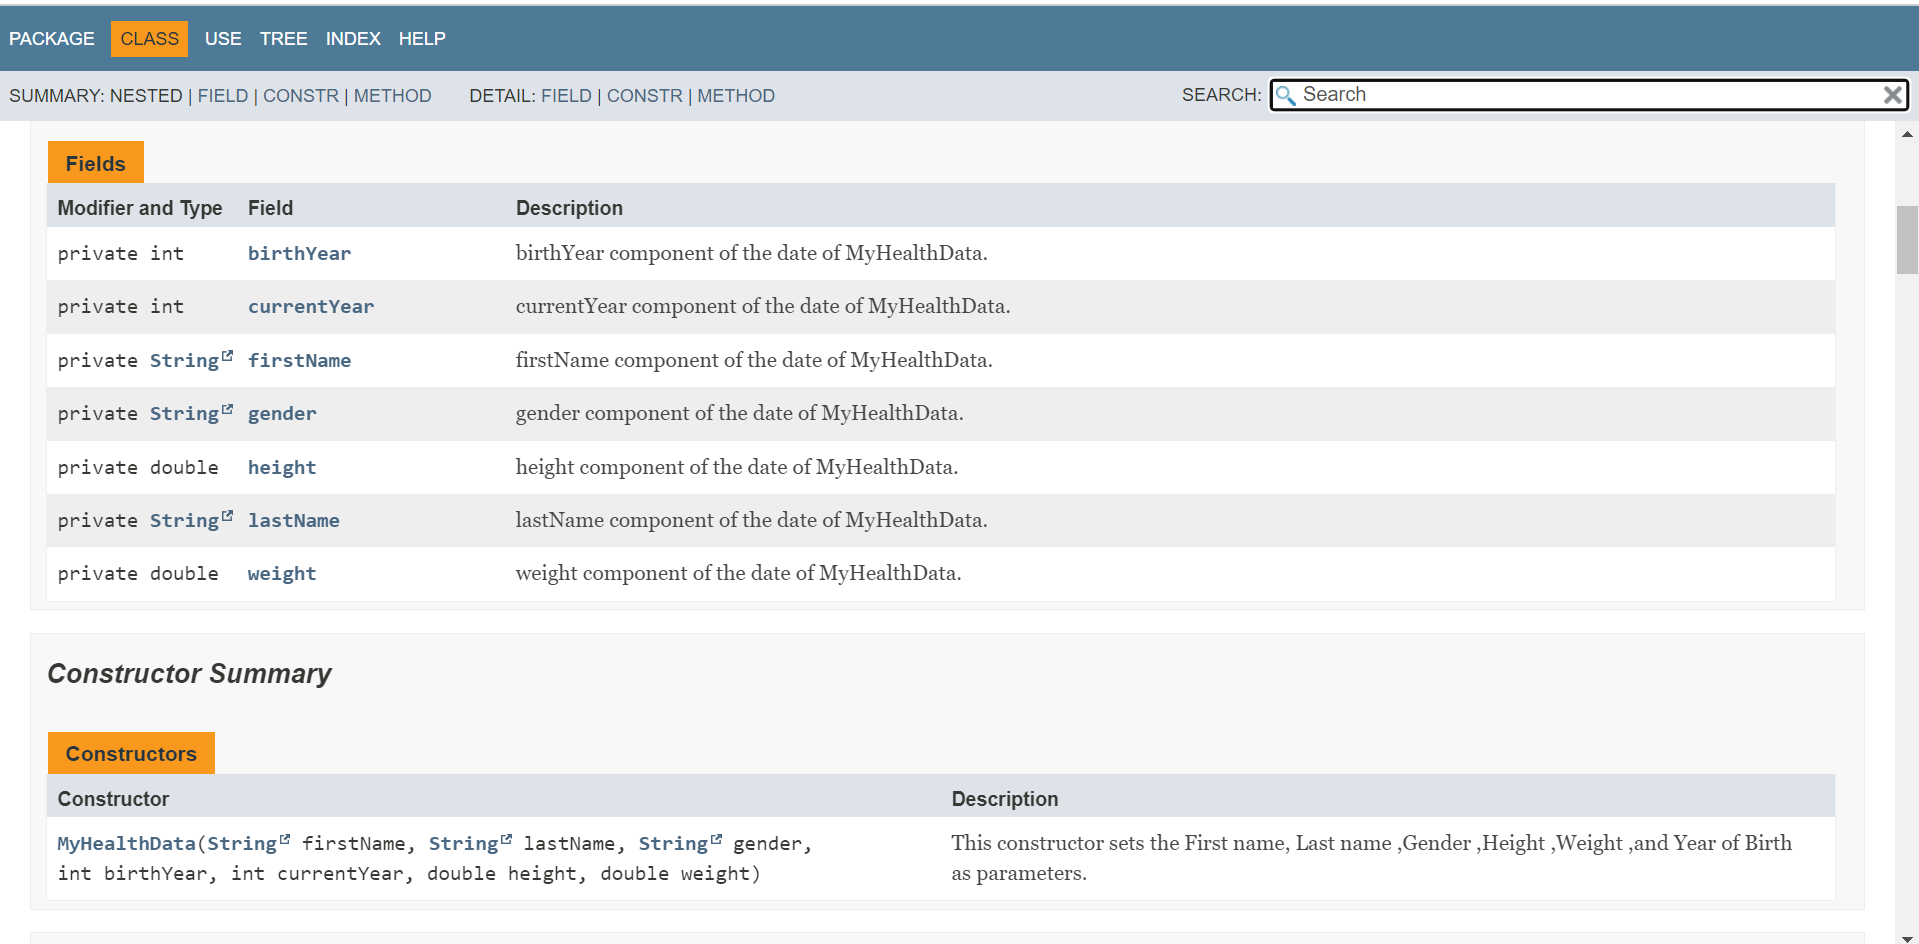 PACKAGE CLASS USE TREE INDEX HELP
SUMMARY: NESTED | FIELD | CONSTR | METHOD DETAIL: FIELD | CONSTR | METHOD SEARCH: Search
Fields
Modifier and Type Field Description
private int birthYear birthYear component of the date of MyHealthData.
private int currentYear currentYear component of the date of MyHealthData.
private String firstName firstName component of the date of MyHealthData.
private String gender gender component of the date of MyHealthData.
private double height height component of the date of MyHealthData.
private String lastName lastName component of the date of MyHealthData.
private double weight weight component of the date of MyHealthData.
Constructor Summary
Constructors
Constructor Description
MyHealthData(String firstName, String lastName, String gender, This constructor sets the First name, Last name ,Gender ,Height ,Weight ,and Year of Birth
int birthYear, int currentYear, double height, double weight) as parameters.